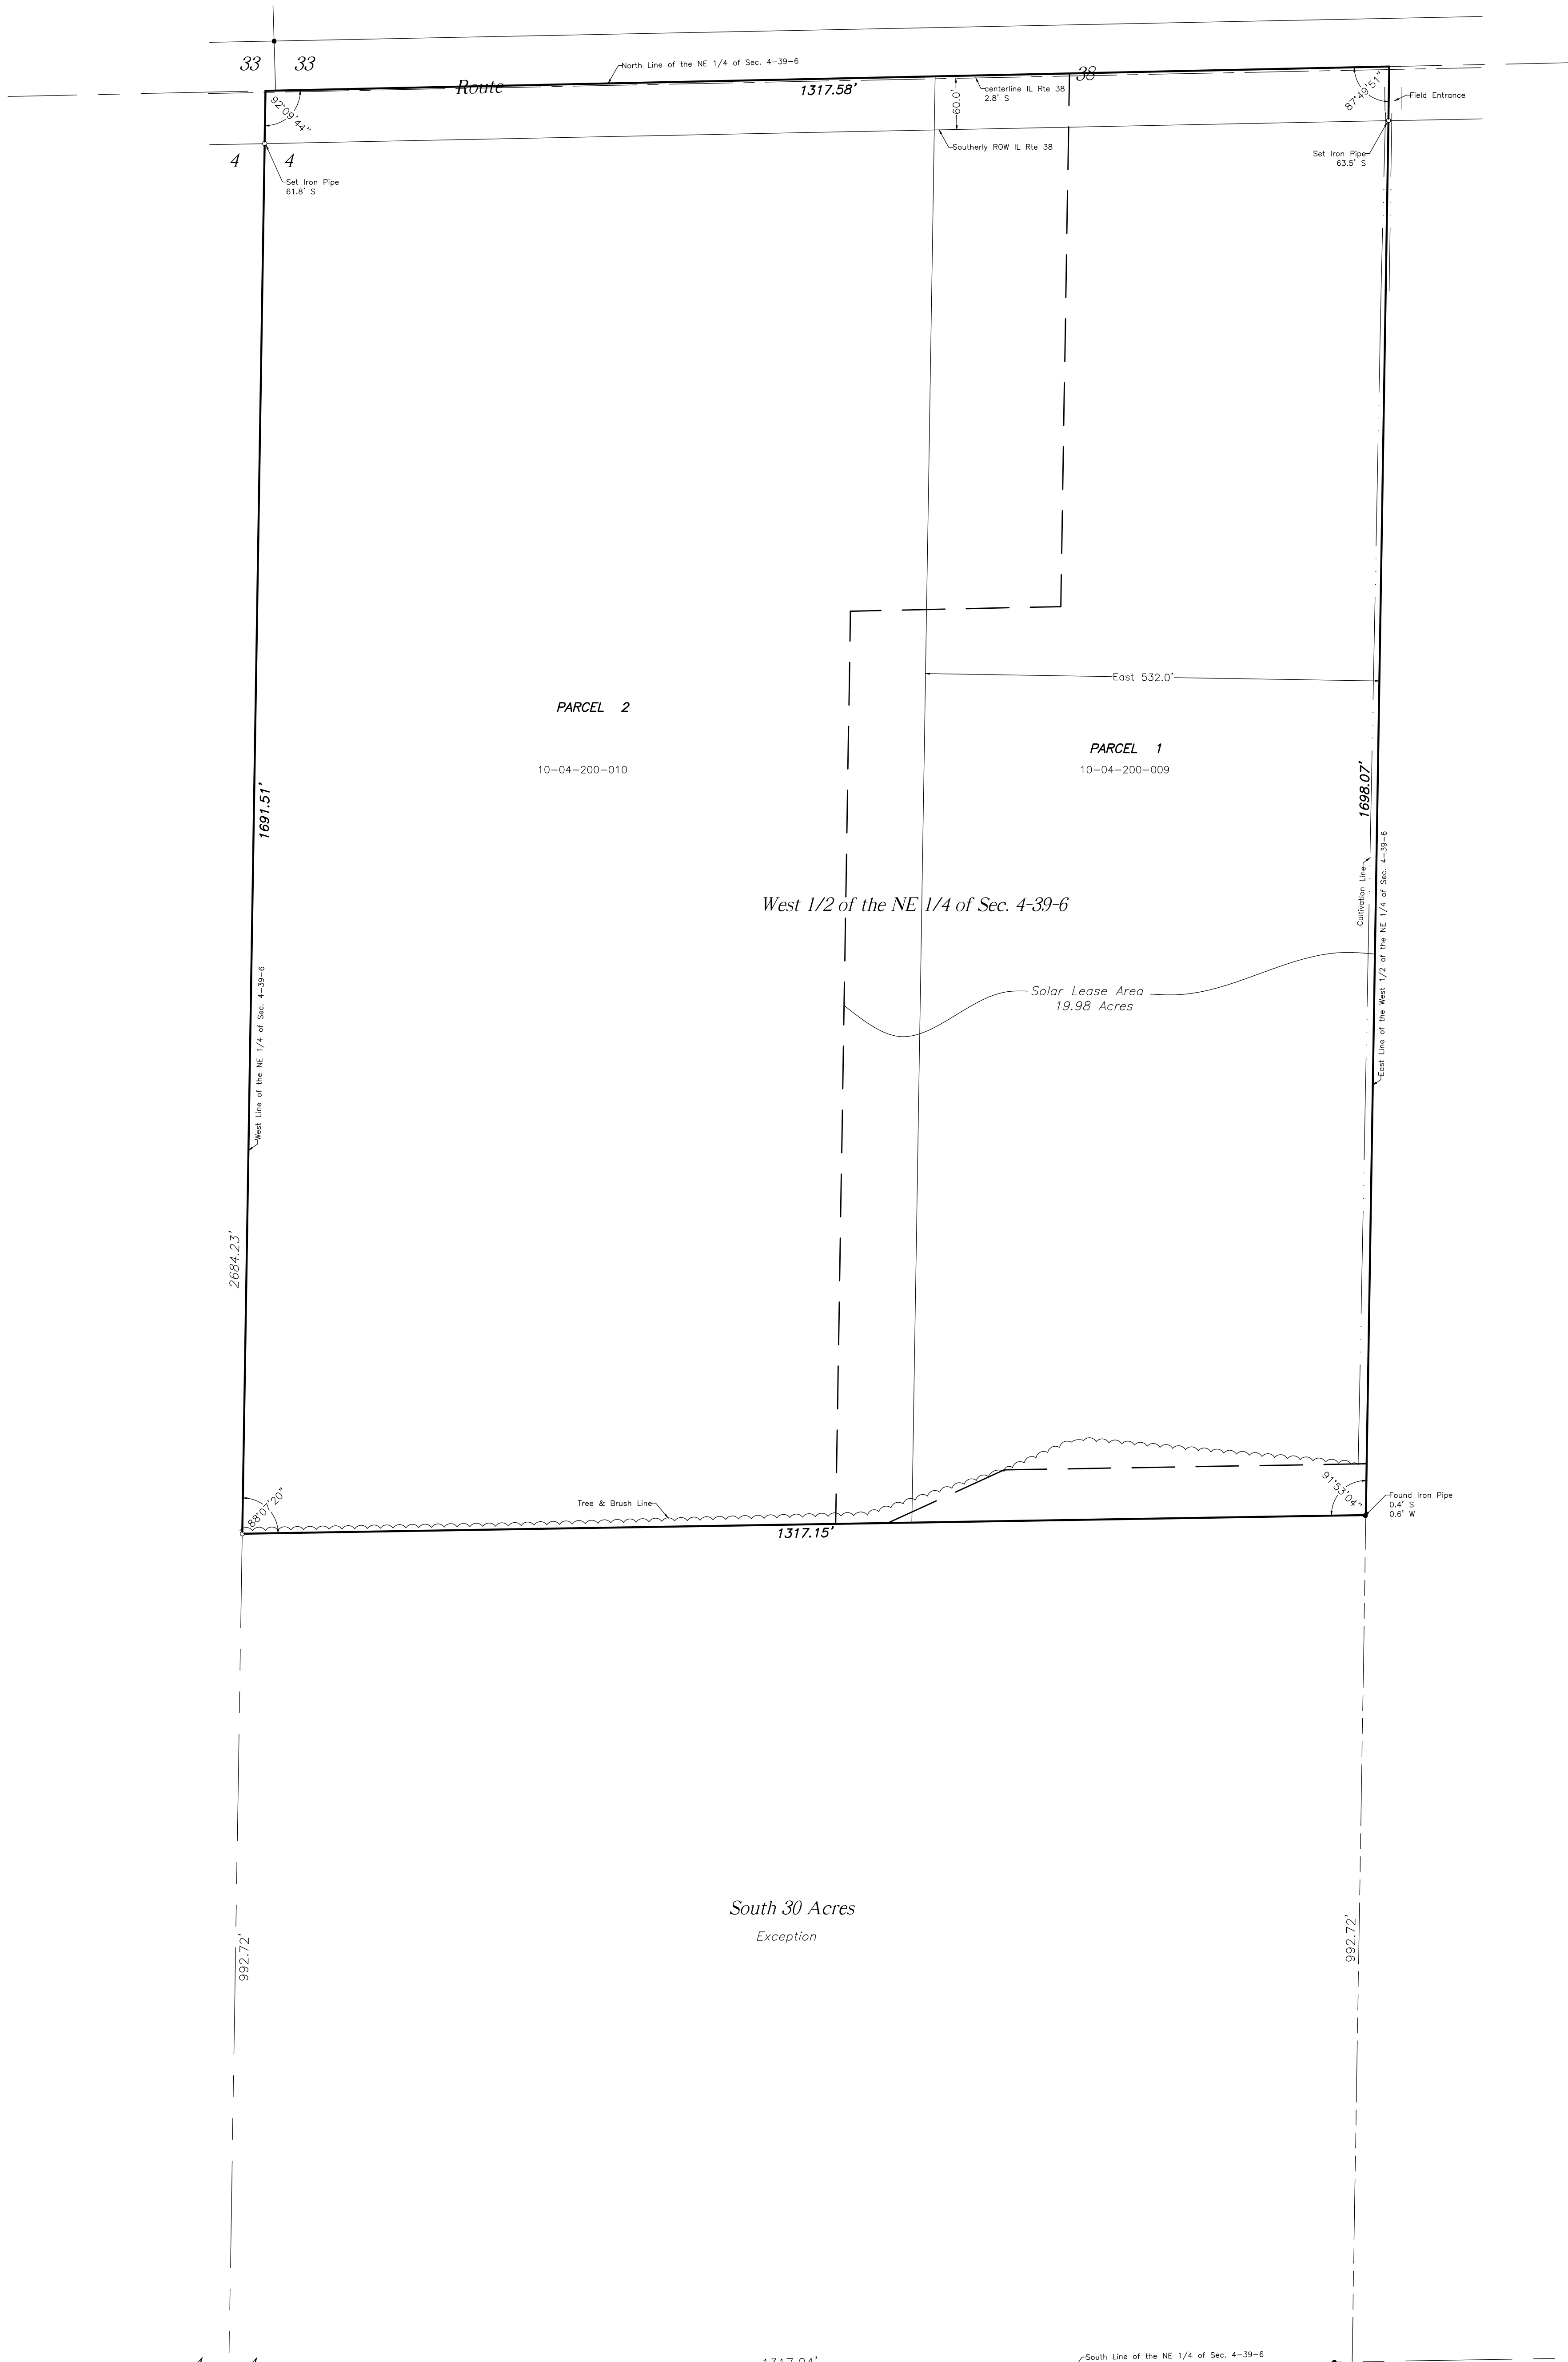 33 33
North Line of the NE 1/4 of Sec. 4-39-6
Route
38
1317.58'
centerline IL Rte 38
2.8' S
60.0'
92°09'44"
87°49'51"
Field Entrance
Southerly ROW IL Rte 38
4 4
Set Iron Pipe
61.8' S
Set Iron Pipe
63.5' S
East 532.0'
PARCEL 2
10-04-200-010
PARCEL 1
10-04-200-009
1691.51'
1698.07'
Cultivation Line
East Line of the West 1/2 of the NE 1/4 of Sec. 4-39-6
West 1/2 of the NE 1/4 of Sec. 4-39-6
West Line of the NE 1/4 of Sec. 4-39-6
Solar Lease Area
19.98 Acres
2684.23'
88°07'20"
91°53'04"
Tree & Brush Line
1317.15'
Found Iron Pipe
0.4' S
0.6' W
South 30 Acres
Exception
992.72'
992.72'
4 4
1317.04'
South Line of the NE 1/4 of Sec. 4-39-6